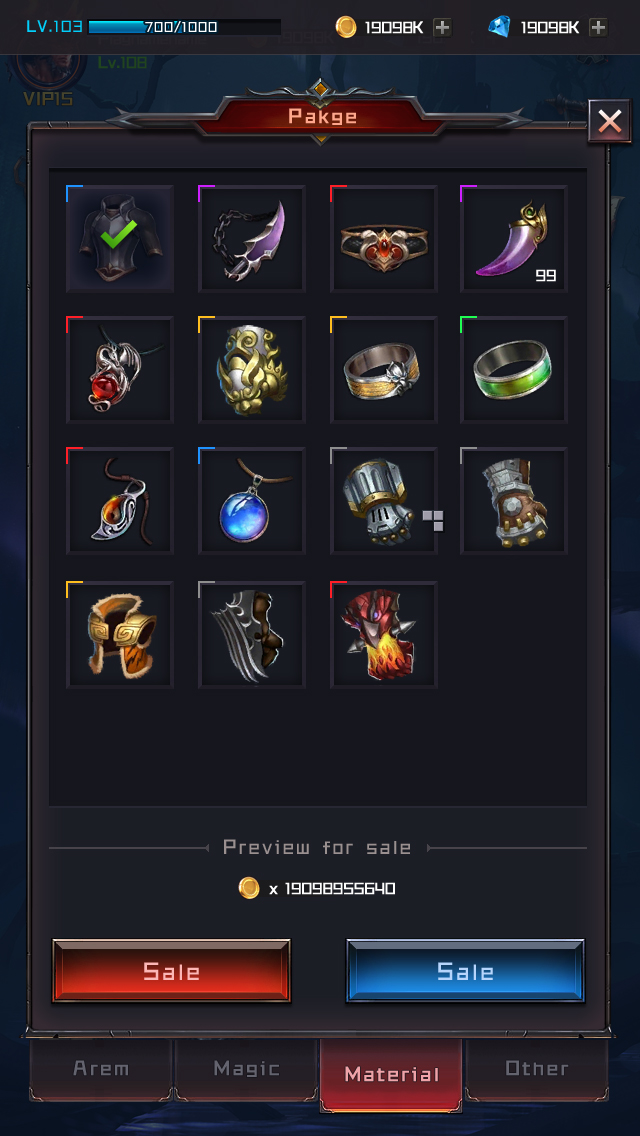 LV.103 700/1000 19098K 19098K
Lv.108
VIP15
Pakge
99
Preview for sale
x 19098955640
Sale Sale
Arem Magic Material Other